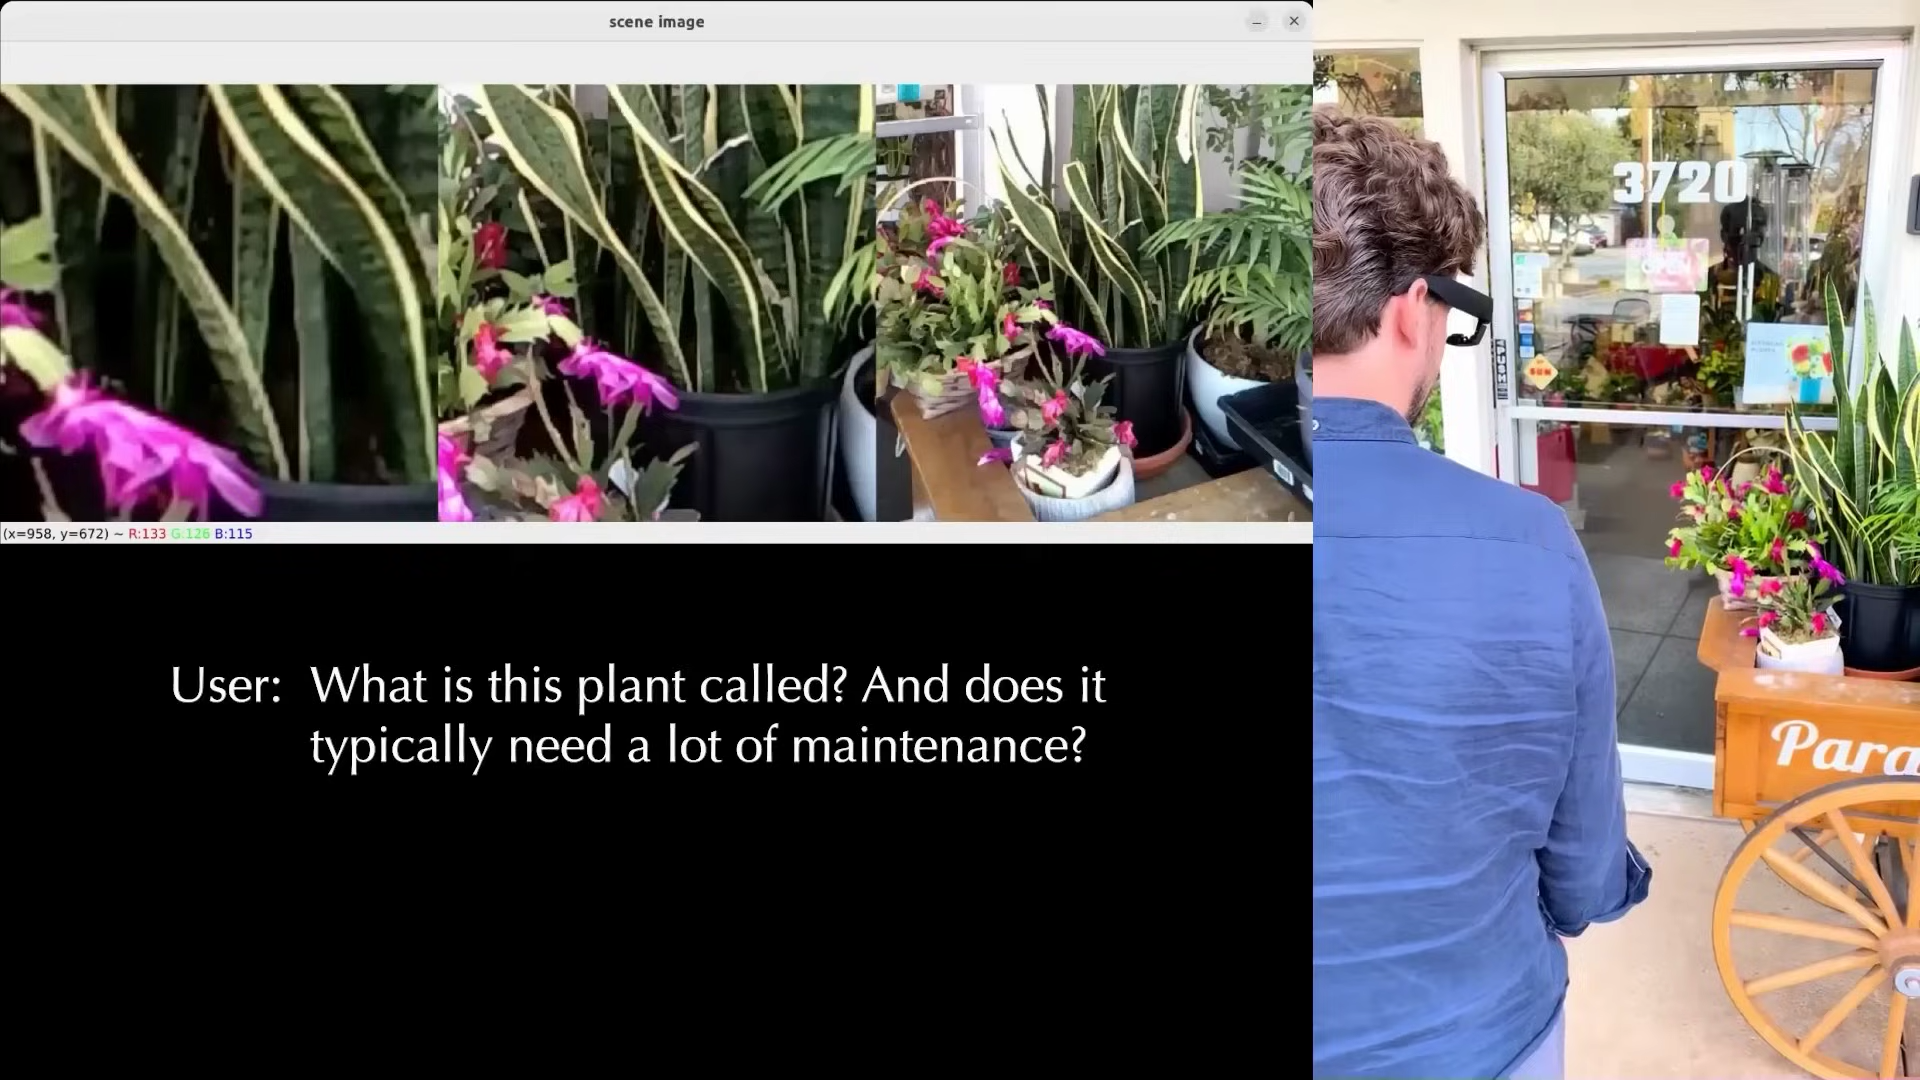 scene image
(x=958, y=672) ~ R:133 G:126 B:115
User: What is this plant called? And does it
typically need a lot of maintenance?
3720
OPEN
Para